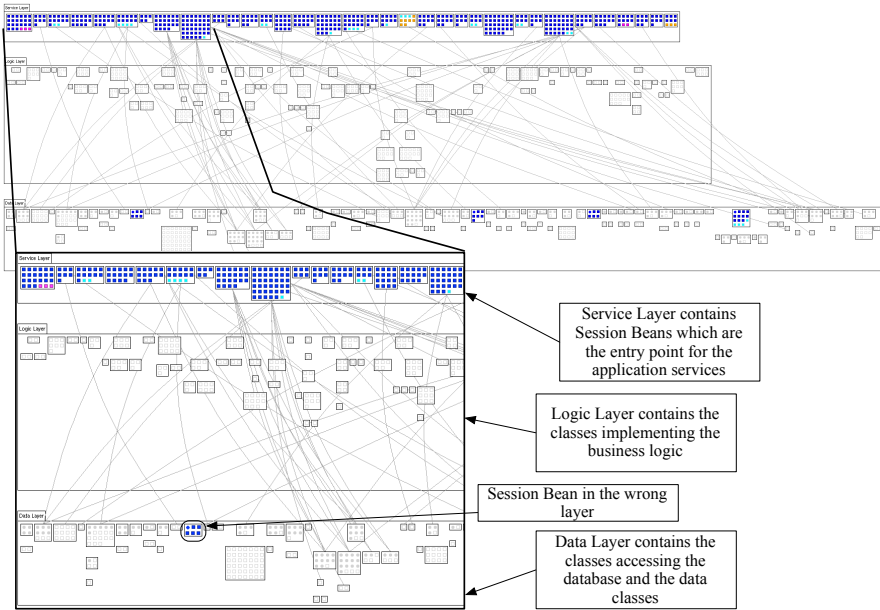 Service Layer
Logic Layer
Data Layer
Service Layer
Logic Layer
Data Layer
Service Layer contains
Session Beans which are
the entry point for the
application services
Logic Layer contains the
classes implementing the
business logic
Session Bean in the wrong
layer
Data Layer contains the
classes accessing the
database and the data
classes